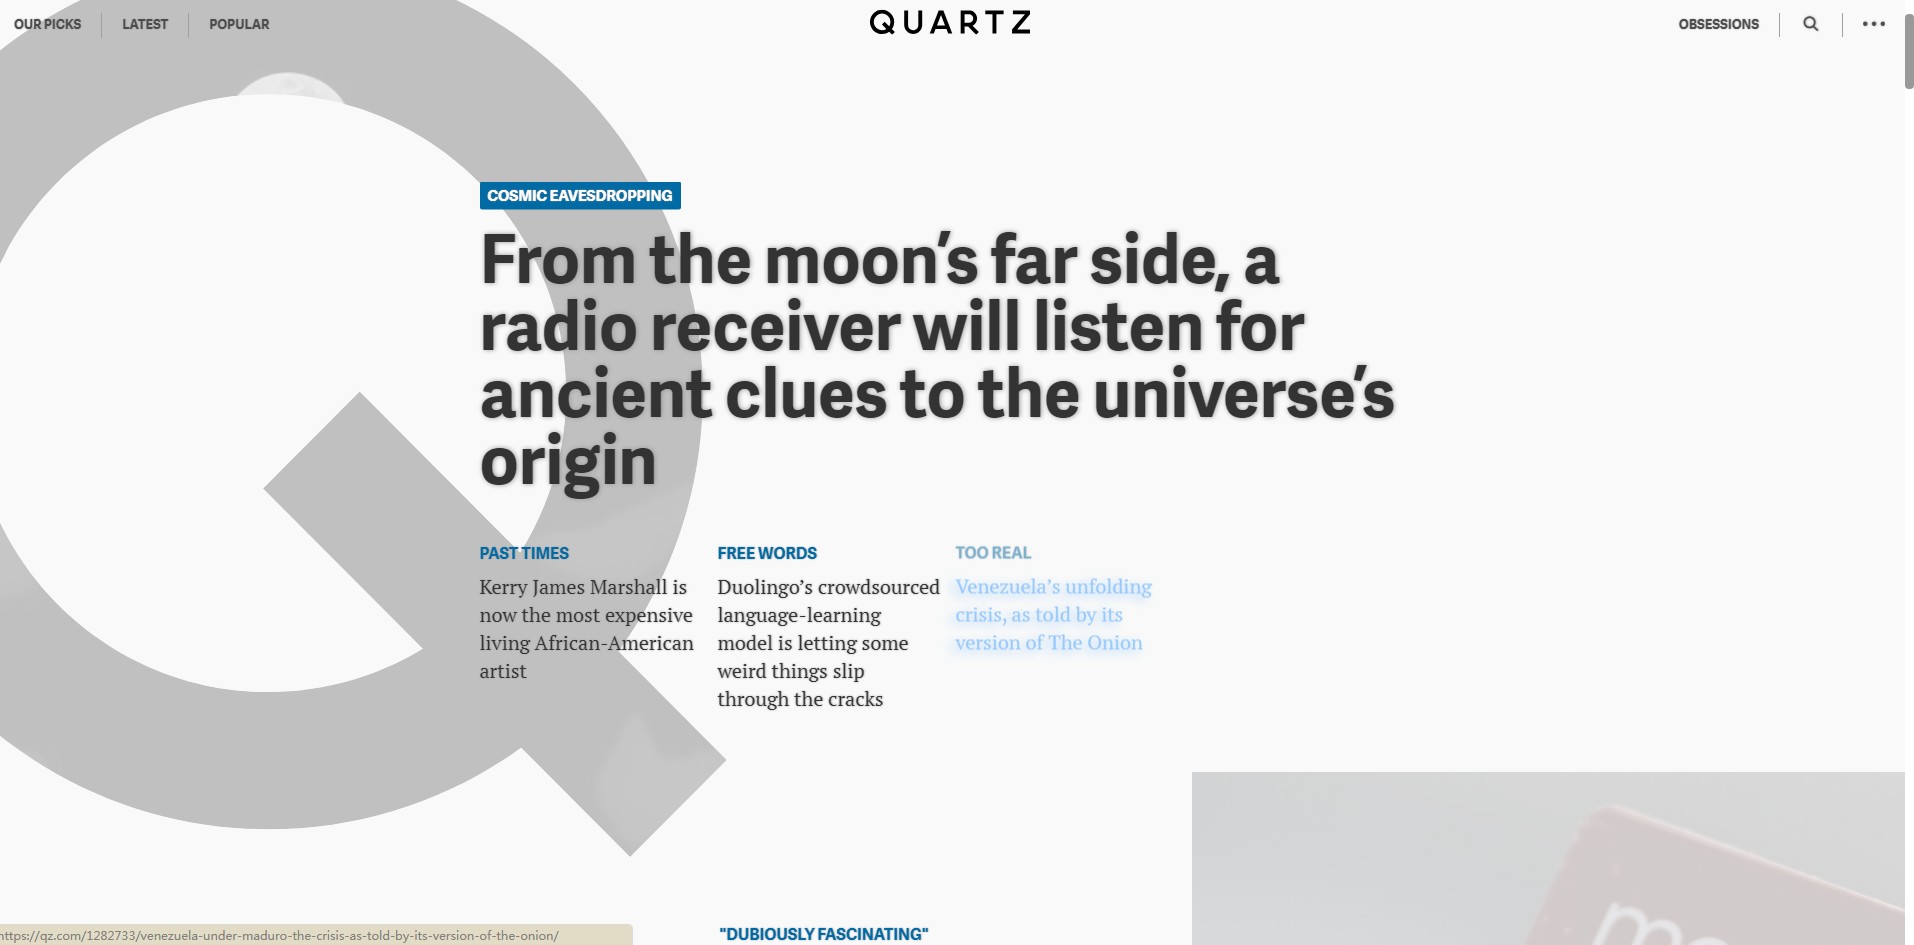 OUR PICKS
LATEST
POPULAR
QUARTZ
OBSESSIONS
COSMIC EAVESDROPPING
From the moon’s far side, a
radio receiver will listen for
ancient clues to the universe’s
origin
PAST TIMES
Kerry James Marshall is
now the most expensive
living African-American
artist
FREE WORDS
Duolingo’s crowdsourced
language-learning
model is letting some
weird things slip
through the cracks
TOO REAL
Venezuela’s unfolding
crisis, as told by its
version of The Onion
"DUBIOUSLY FASCINATING"
https://qz.com/1282733/venezuela-under-maduro-the-crisis-as-told-by-its-version-of-the-onion/